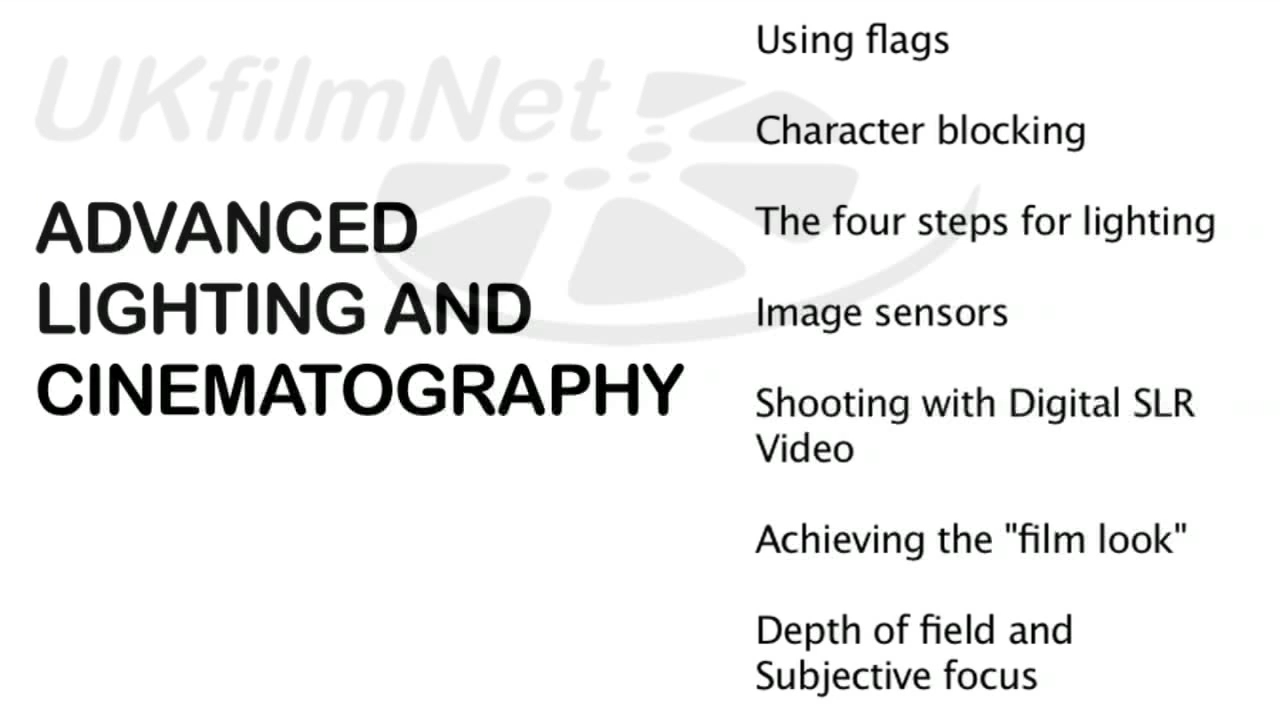 UKfilmNet
ADVANCED
LIGHTING AND
CINEMATOGRAPHY
Using flags
Character blocking
The four steps for lighting
Image sensors
Shooting with Digital SLR
Video
Achieving the "film look"
Depth of field and
Subjective focus